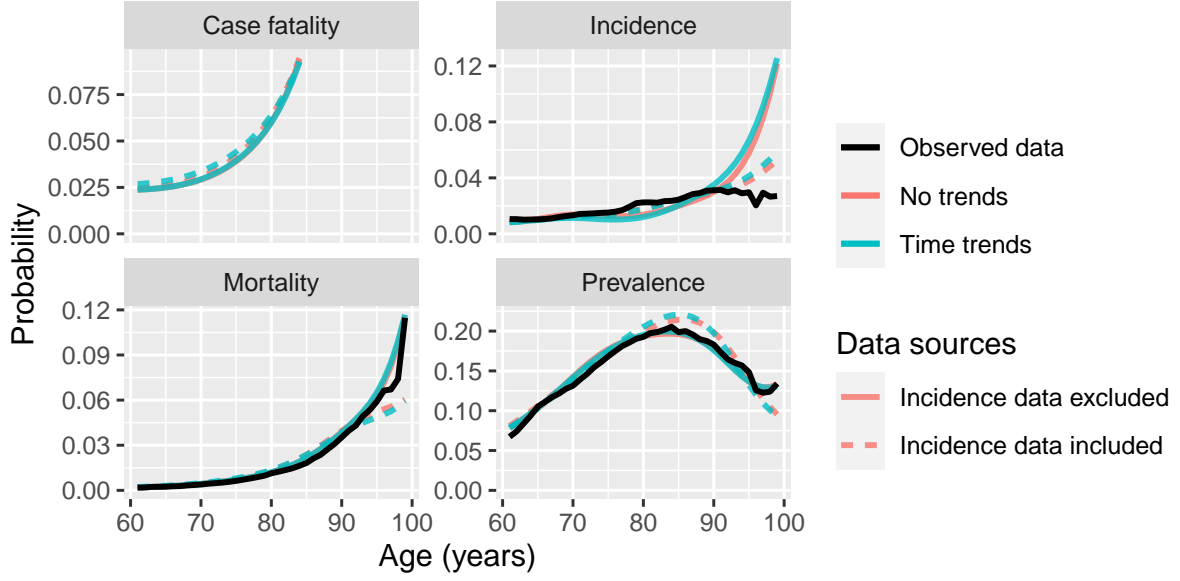 Case fatality
Incidence
0.075
0.050
0.025
0.000
0.12
0.08
0.04
0.00
Mortality
Prevalence
0.12
0.09
0.06
0.03
0.00
0.20
0.15
0.10
0.05
0.00
60 70 80 90 100
60 70 80 90 100
Age (years)
Probability
Observed data
No trends
Time trends
Data sources
Incidence data excluded
Incidence data included